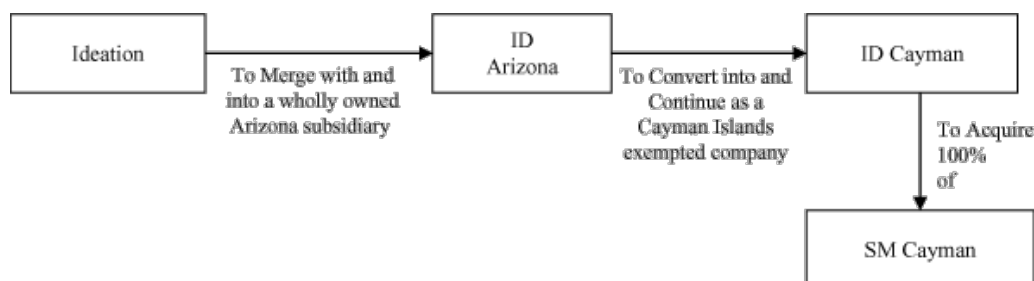 Ideation
To Merge with and
into a wholly owned
Arizona subsidiary
ID
Arizona
To Convert into and
Continue as a
Cayman Islands
exempted company
ID Cayman
To Acquire
100%
of
SM Cayman